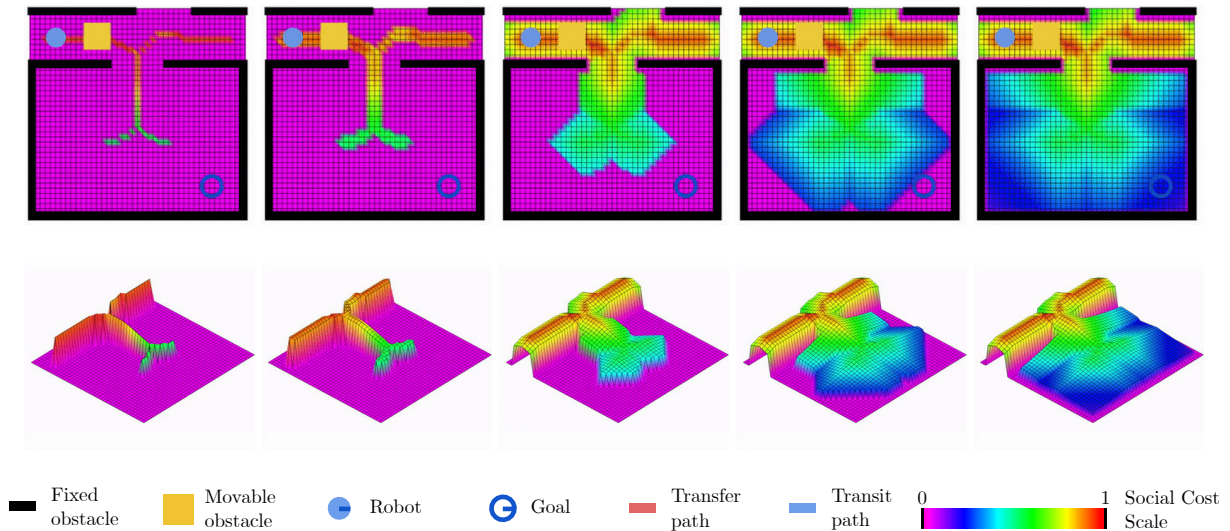 Fixed obstacle
Movable obstacle
Robot
Goal
Transfer path
Transit path
0 1
Social Cost Scale